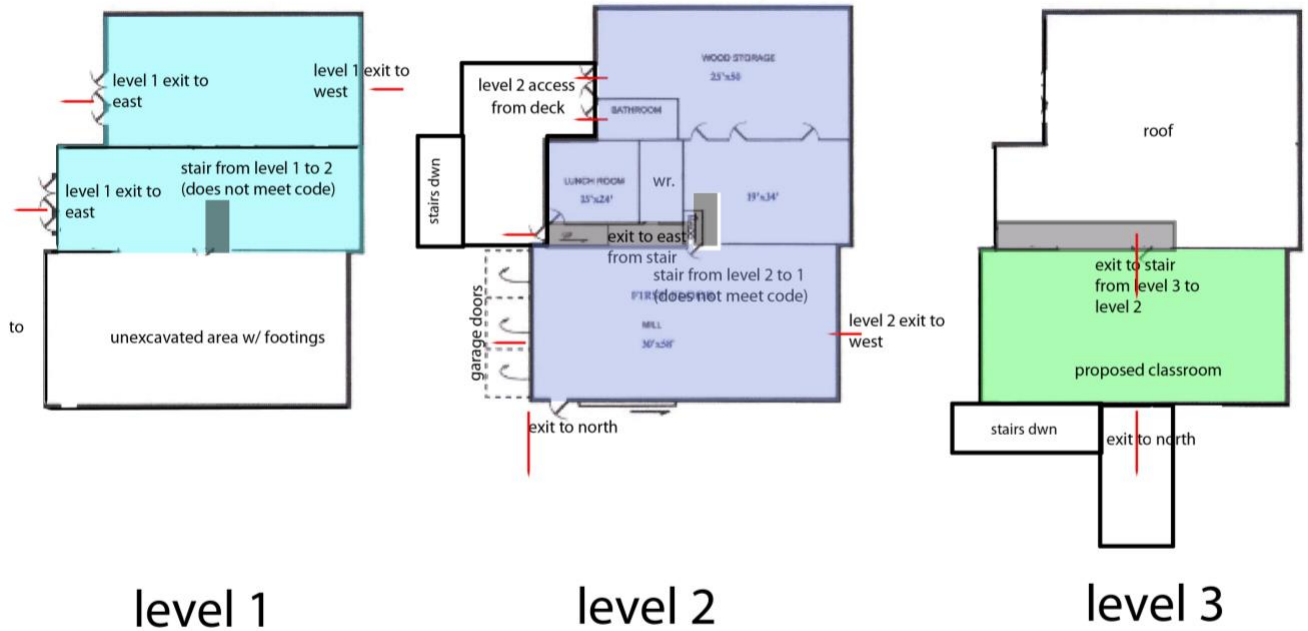 level 1 exit to
east
level 1 exit to
west
level 1 exit to
east
stair from level 1 to 2
(does not meet code)
to
unexcavated area w/ footings
level 1
WOOD STORAGE
25'x50
level 2 access
from deck
BATHROOM
stairs dwn
LUNCH ROOM
15'x24'
wr.
19'x34'
exit to east
from stair
stair from level 2 to 1
(does not meet code)
garage doors
MILL
30'x50'
level 2 exit to
west
exit to north
level 2
roof
exit to stair
from level 3 to
level 2
proposed classroom
stairs dwn
exit to north
level 3